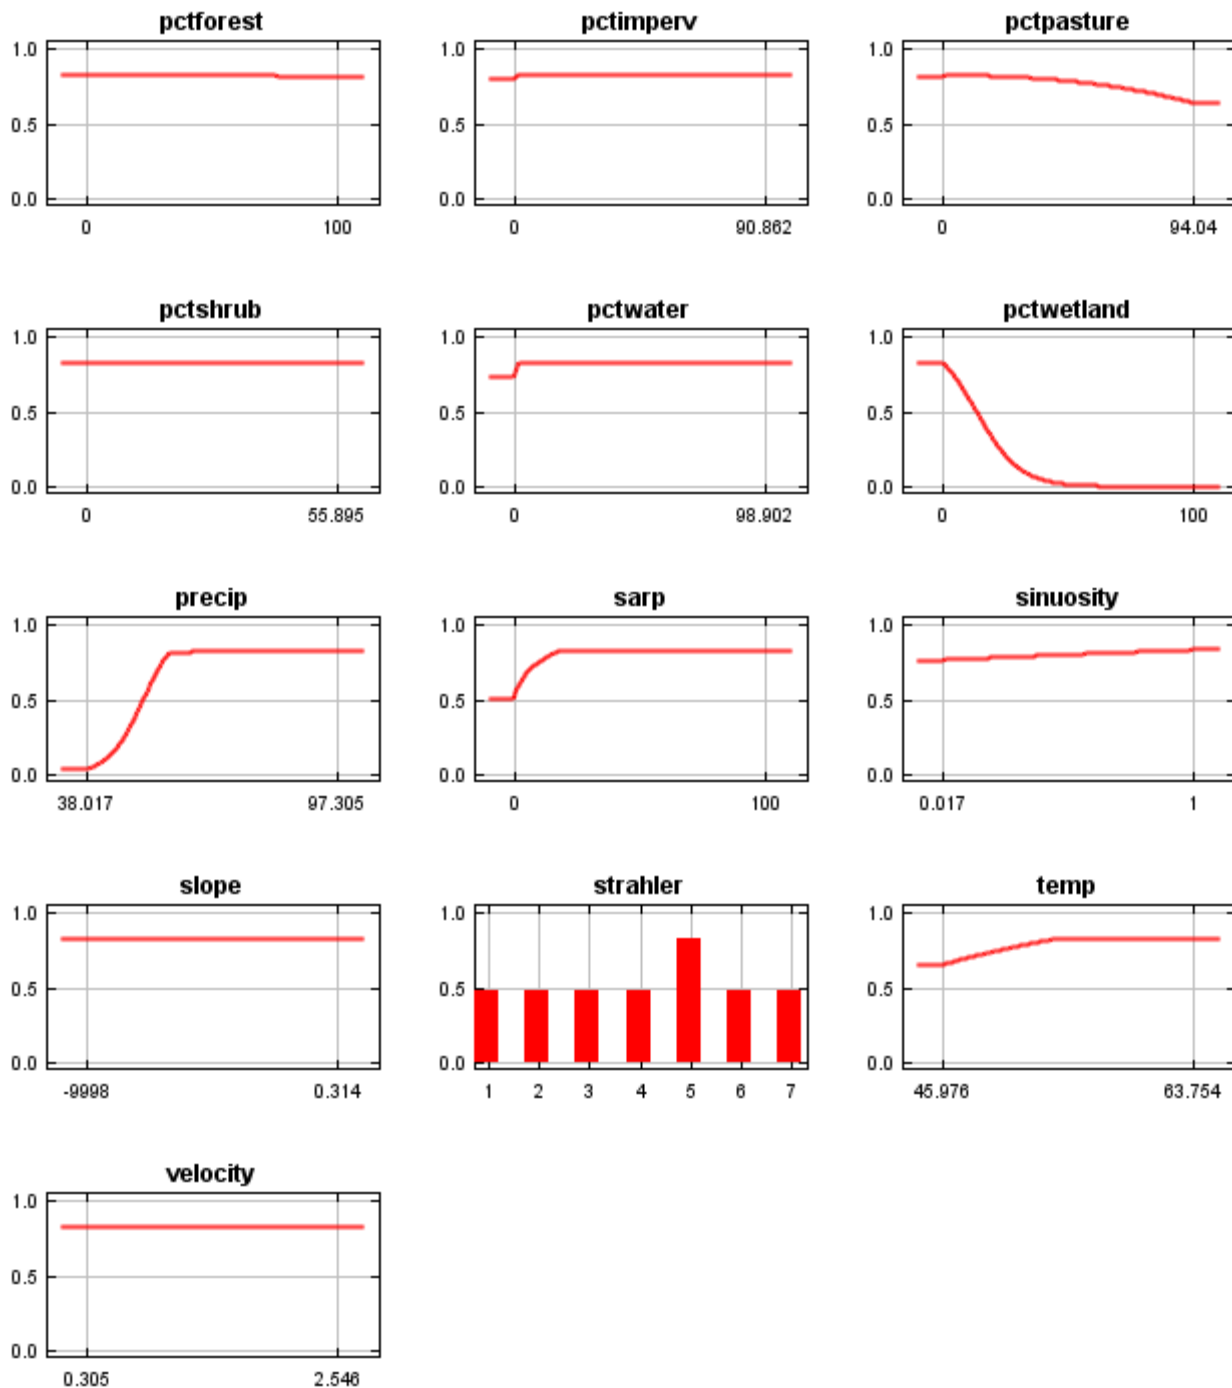 pctforest pctimperv pctpasture
1.0 1.0 1.0
0.5 0.5 0.5
0.0 0.0 0.0
0 100 0 90.862 0 94.04
pctshrub pctwater pctwetland
1.0 1.0 1.0
0.5 0.5 0.5
0.0 0.0 0.0
0 55.895 0 98.902 0 100
precip sarp sinuosity
1.0 1.0 1.0
0.5 0.5 0.5
0.0 0.0 0.0
38.017 97.305 0 100 0.017 1
slope strahler temp
1.0 1.0 1.0
0.5 0.5 0.5
0.0 0.0 0.0
-9998 0.314 1 2 3 4 5 6 7 45.976 63.754
velocity
1.0
0.5
0.0
0.305 2.546